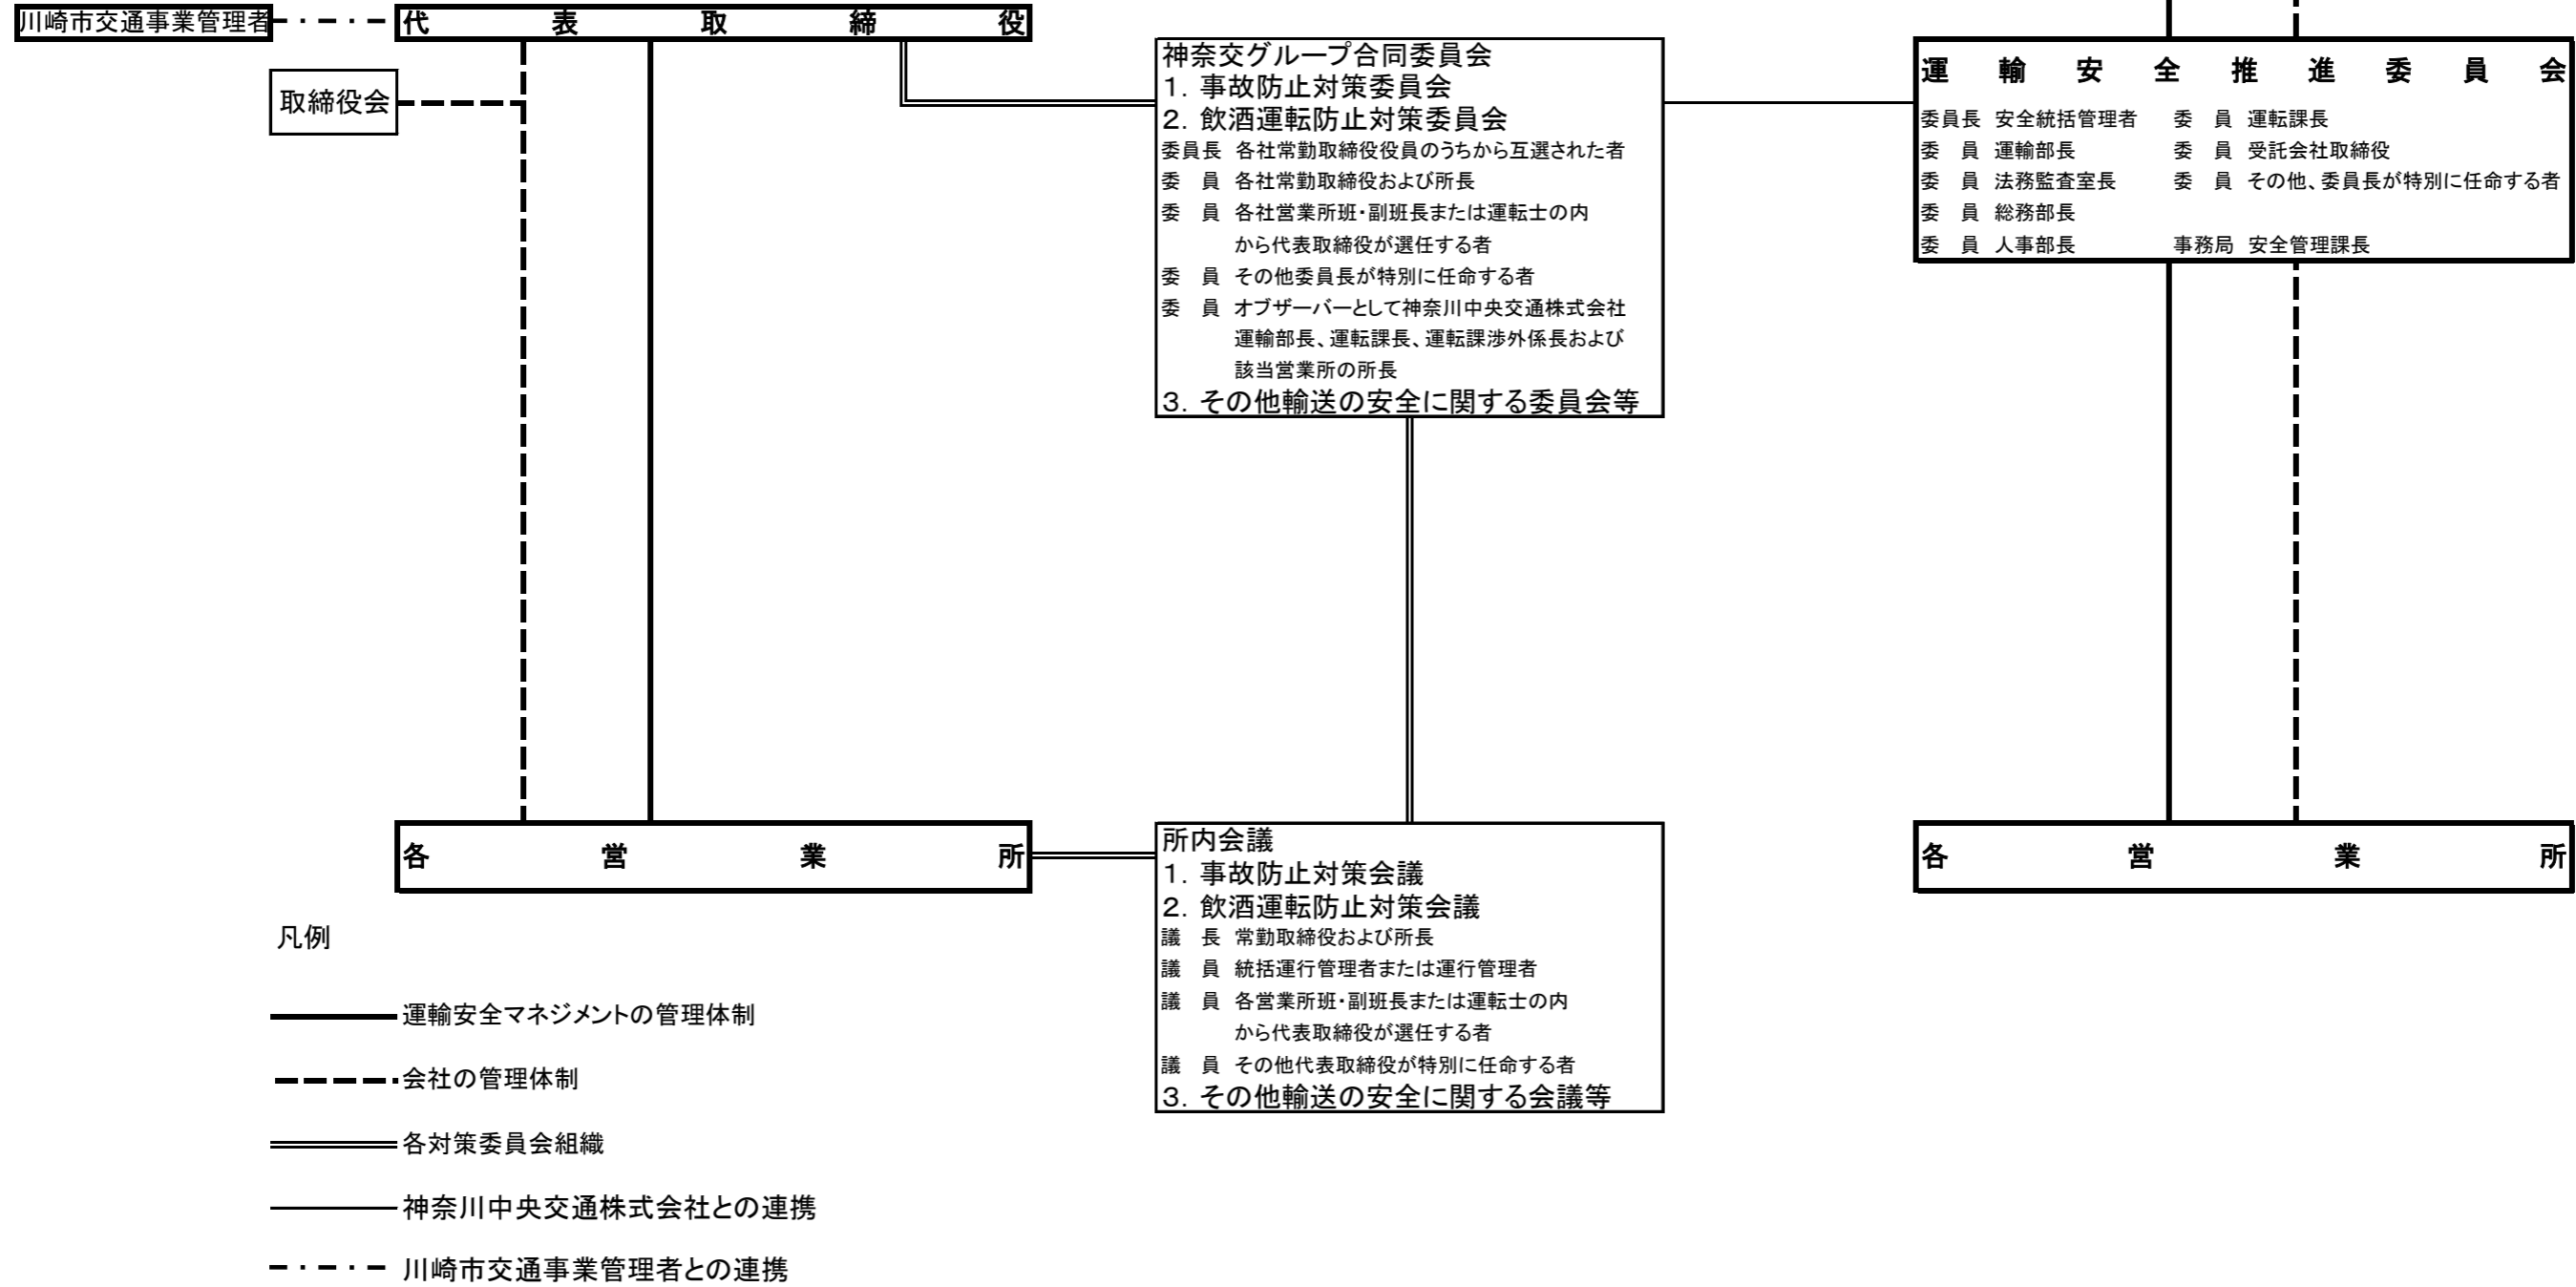 川崎市交通事業管理者
代表取締役
取締役会
神奈交グループ合同委員会
1．事故防止対策委員会
2．飲酒運転防止対策委員会
委員長 各社常勤取締役役員のうちから互選された者
委　員 各社常勤取締役および所長
委　員 各社営業所班・副班長または運転士の内
から代表取締役が選任する者
委　員 その他委員長が特別に任命する者
委　員 オブザーバーとして神奈川中央交通株式会社
運輸部長、運転課長、運転課渉外係長および
該当営業所の所長
3．その他輸送の安全に関する委員会等
運輸安全推進委員会
委員長 安全統括管理者 委　員 運転課長
委　員 運輸部長 委　員 受託会社取締役
委　員 法務監査室長 委　員 その他、委員長が特別に任命する者
委　員 総務部長
委　員 人事部長 事務局 安全管理課長
各営業所
所内会議
1．事故防止対策会議
2．飲酒運転防止対策会議
議　長 常勤取締役および所長
議　員 統括運行管理者または運行管理者
議　員 各営業所班・副班長または運転士の内
から代表取締役が選任する者
議　員 その他代表取締役が特別に任命する者
3．その他輸送の安全に関する会議等
各営業所
凡例
運輸安全マネジメントの管理体制
会社の管理体制
各対策委員会組織
神奈川中央交通株式会社との連携
川崎市交通事業管理者との連携